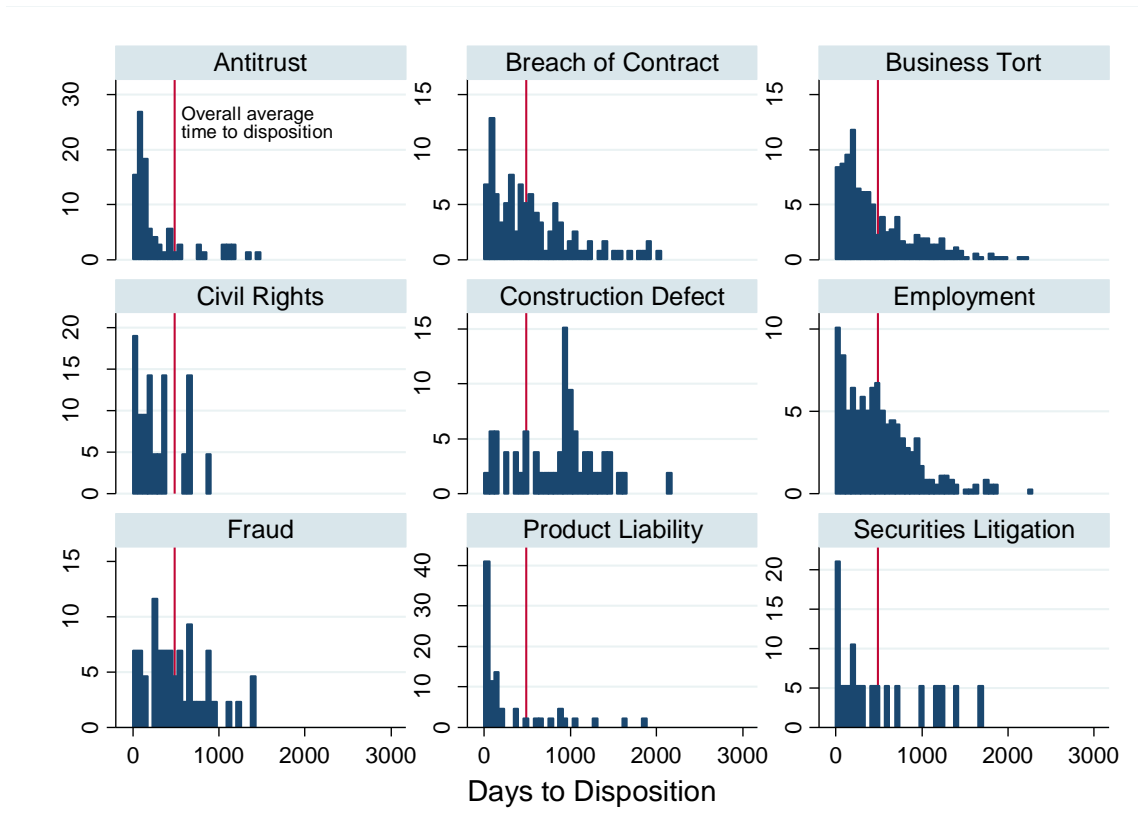 Antitrust
Breach of Contract
Business Tort
0 10 20 30
Overall average
time to disposition
0 5 10 15
0 5 10 15
Civil Rights
Construction Defect
Employment
0 5 10 15 20
0 5 10 15
0 5 10
Fraud
Product Liability
Securities Litigation
0 5 10 15
0 10 20 30 40
0 5 10 15 20
0 1000 2000 3000
0 1000 2000 3000
0 1000 2000 3000
Days to Disposition